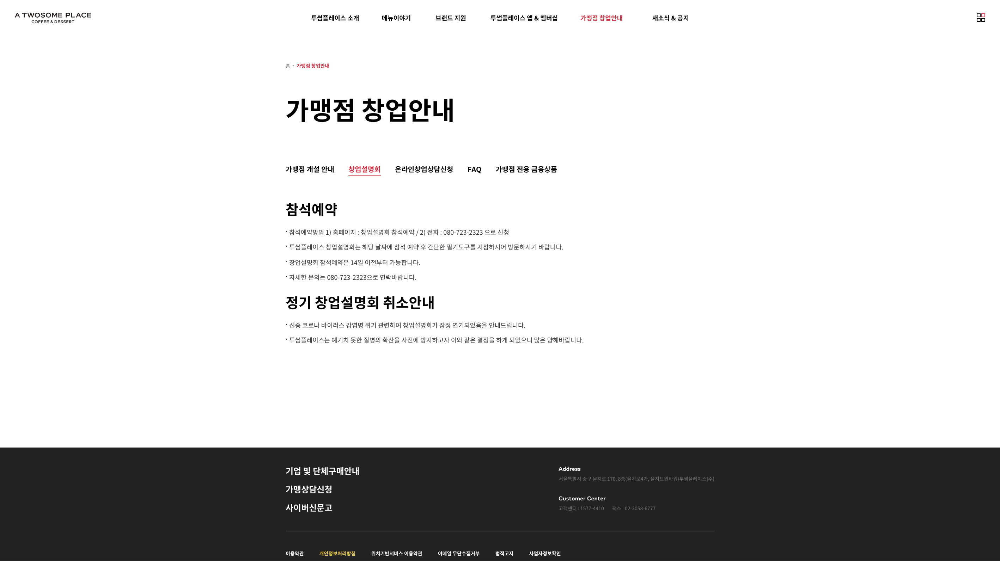 A TWOSOME PLACE
COFFEE & DESSERT
투썸플레이스 소개 메뉴이야기 브랜드 지원 투썸플레이스 앱 & 멤버십 가맹점 창업안내 새소식 & 공지
홈 - 가맹점 창업안내
가맹점 창업안내
가맹점 개설 안내 창업설명회 온라인창업상담신청 FAQ 가맹점 전용 금융상품
참석예약
· 참석예약방법 1) 홈페이지 : 창업설명회 참석예약 / 2) 전화 : 080-723-2323 으로 신청
· 투썸플레이스 창업설명회는 해당 날짜에 참석 예약 후 간단한 필기도구를 지참하시어 방문하시기 바랍니다.
· 창업설명회 참석예약은 14일 이전부터 가능합니다.
· 자세한 문의는 080-723-2323으로 연락바랍니다.
정기 창업설명회 취소안내
· 신종 코로나 바이러스 감염병 위기 관련하여 창업설명회가 잠정 연기되었음을 안내드립니다.
· 투썸플레이스는 예기치 못한 질병의 확산을 사전에 방지하고자 이와 같은 결정을 하게 되었으니 많은 양해바랍니다.
기업 및 단체구매안내
가맹상담신청
사이버신문고
Address
서울특별시 중구 을지로 170, 8층(을지로4가, 을지트윈타워)투썸플레이스(주)
Customer Center
고객센터 : 1577-4410 팩스 : 02-2058-6777
이용약관 개인정보처리방침 위치기반서비스 이용약관 이메일 무단수집거부 법적고지 사업자정보확인